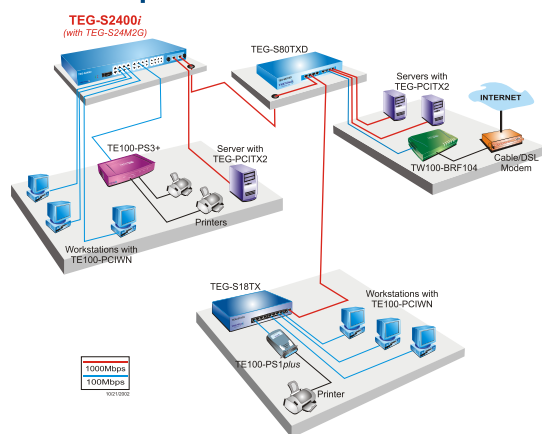 TEG-S2400i
(with TEG-S24M2G)
TEG-S80TXD
Servers with
TEG-PCITX2
INTERNET
TE100-PS3+
Server with
TEG-PCITX2
TW100-BRF104
Cable/DSL
Modem
Printers
Workstations with
TE100-PCIWN
TEG-S18TX
Workstations with
TE100-PCIWN
TE100-PS1plus
Printer
1000Mbps
100Mbps
10/21/2002